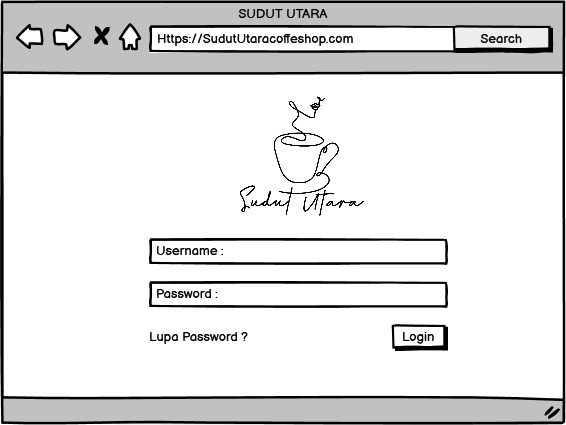 SUDUT UTARA
Https://SudutUtaracoffeshop.com
Search
Sudut Utara
Username :
Password :
Lupa Password ?
Login